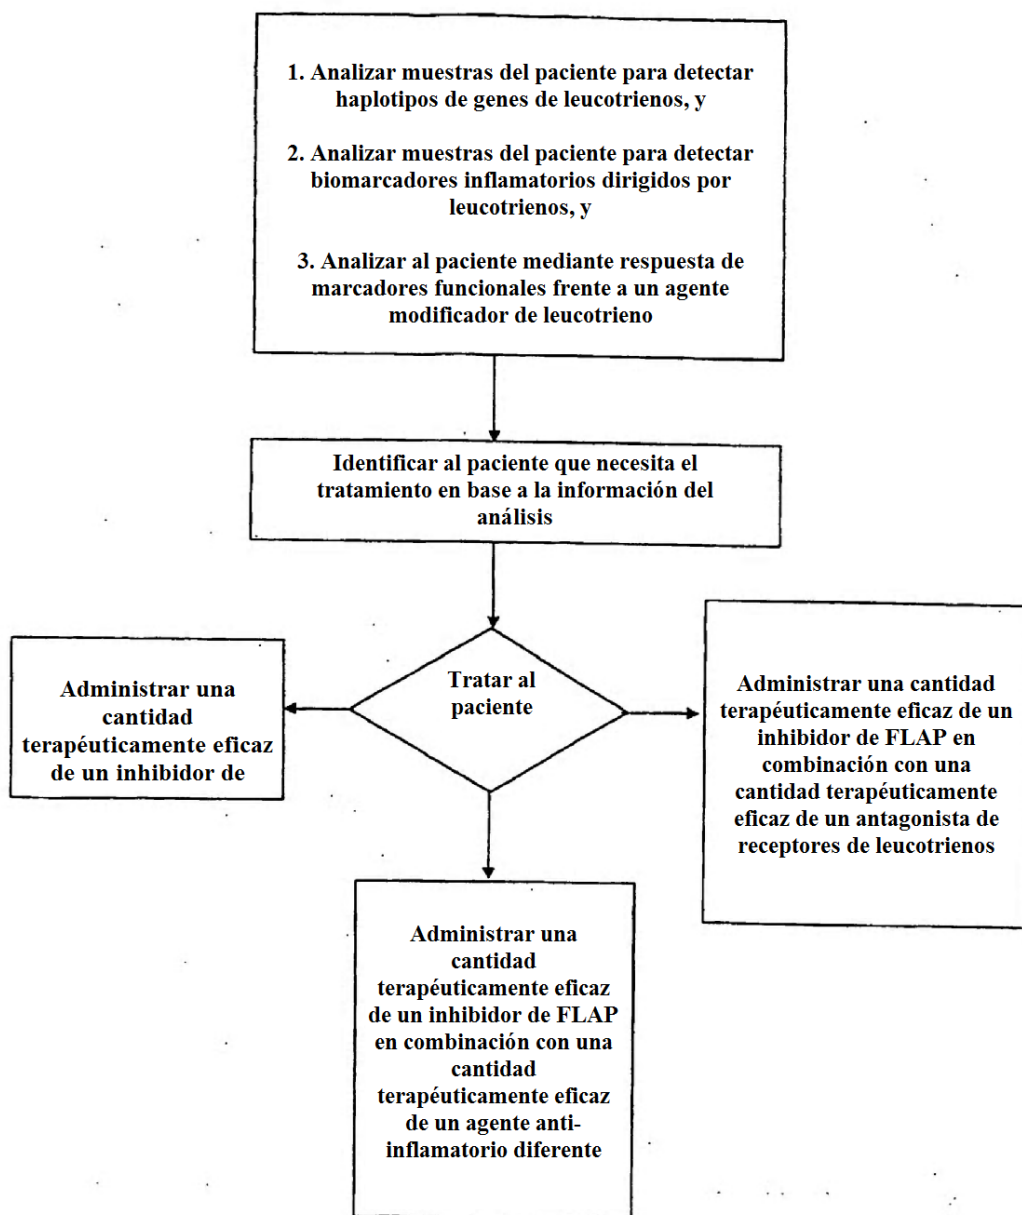 1. Analizar muestras del paciente para detectar
haplotipos de genes de leucotrienos, y
2. Analizar muestras del paciente para detectar
biomarcadores inflamatorios dirigidos por
leucotrienos, y
3. Analizar al paciente mediante respuesta de
marcadores funcionales frente a un agente
modificador de leucotrieno
Identificar al paciente que necesita el
tratamiento en base a la información del
análisis
Tratar al
paciente
Administrar una
cantidad
terapéuticamente eficaz
de un inhibidor de
Administrar una cantidad
terapéuticamente eficaz de un
inhibidor de FLAP en
combinación con una
cantidad terapéuticamente
eficaz de un antagonista de
receptores de leucotrienos
Administrar una
cantidad
terapéuticamente eficaz
de un inhibidor de FLAP
en combinación con una
cantidad
terapéuticamente eficaz
de un agente anti-
inflamatorio diferente